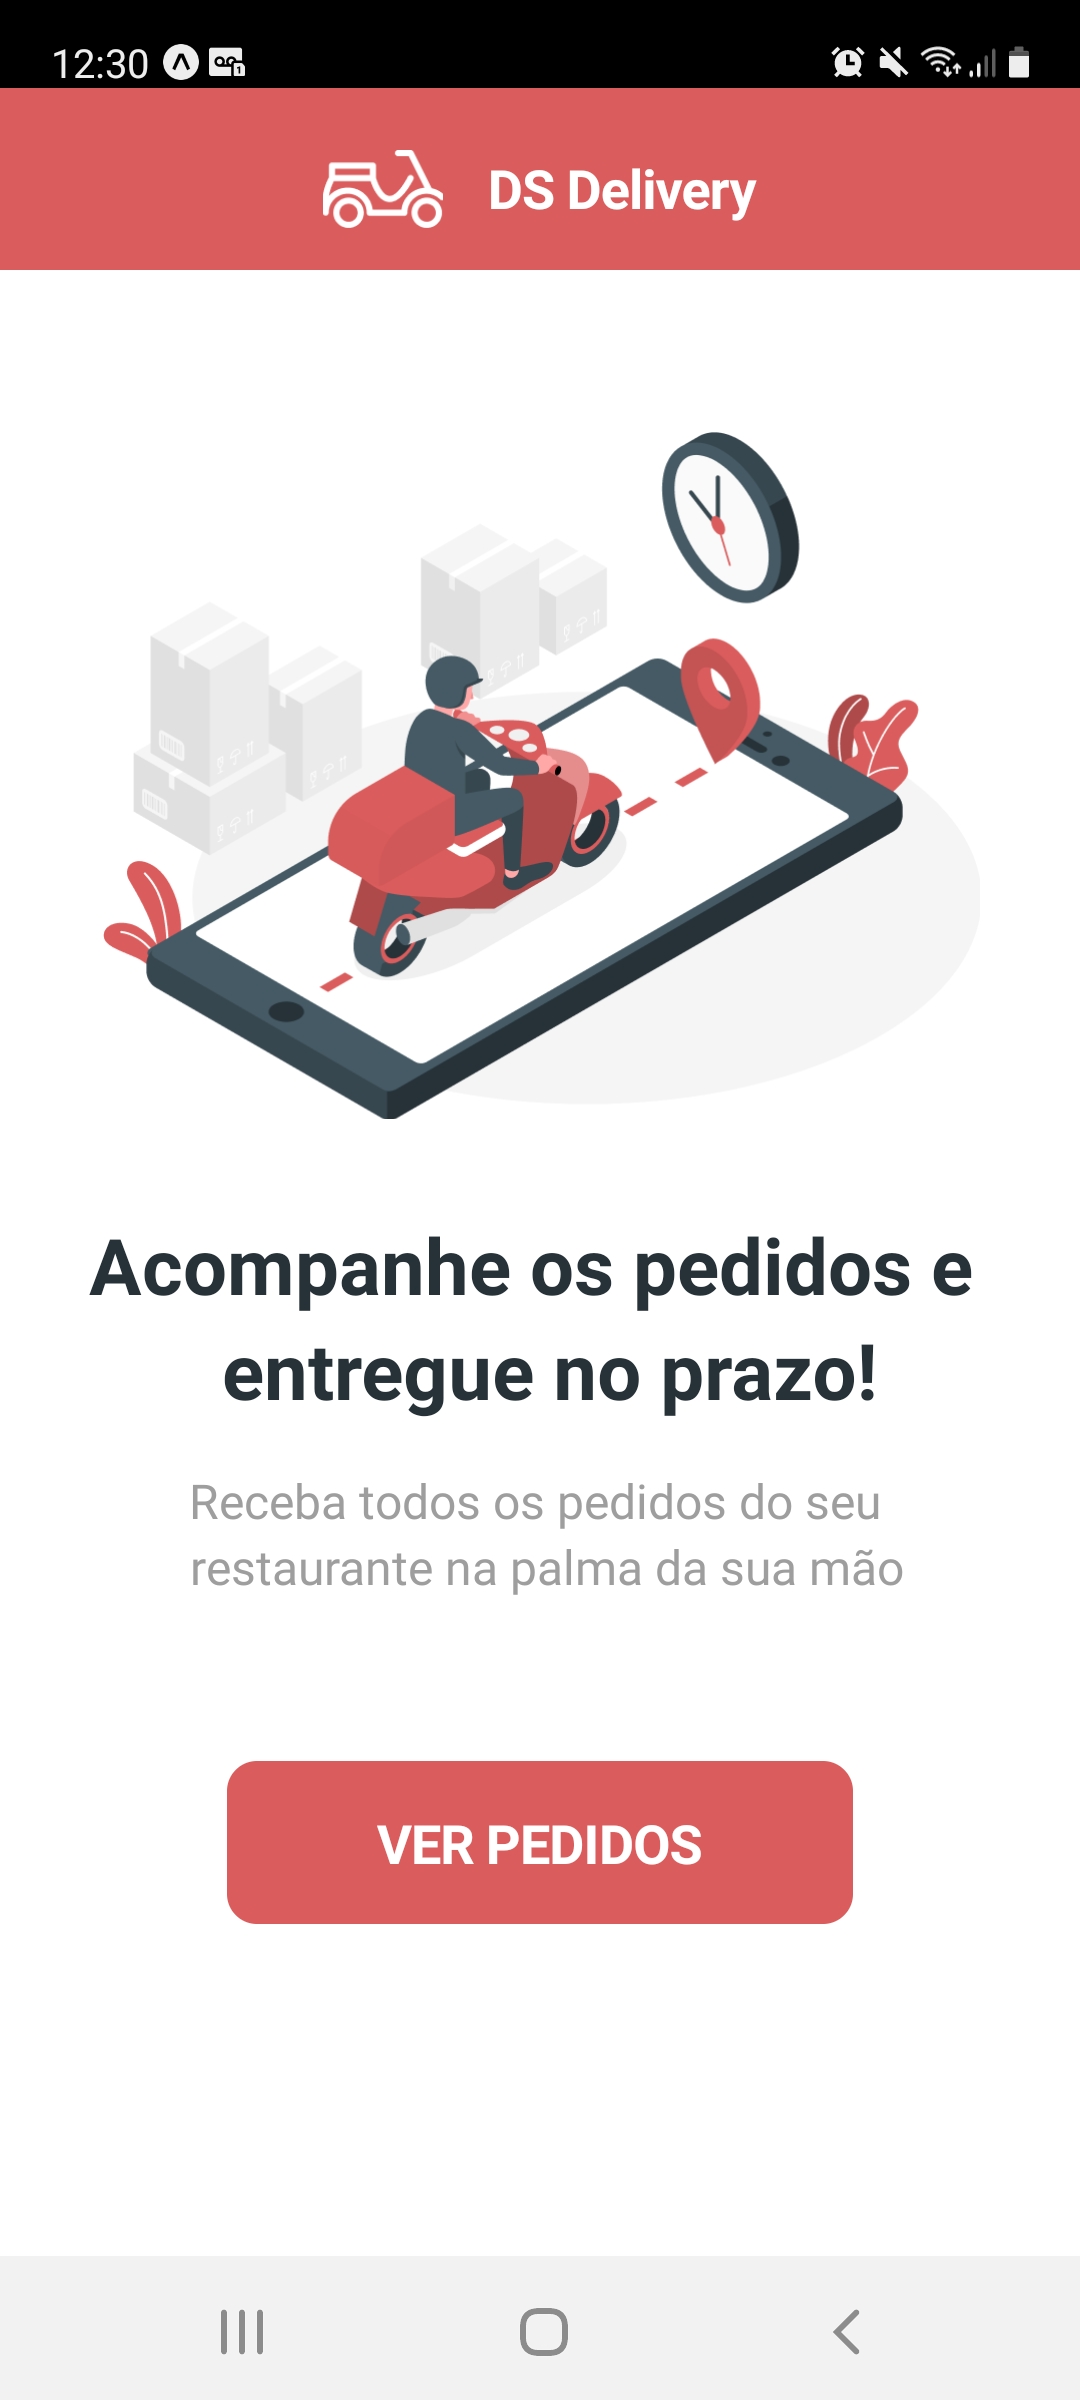 12:30
DS Delivery
Acompanhe os pedidos e
entregue no prazo!
Receba todos os pedidos do seu
restaurante na palma da sua mão
VER PEDIDOS